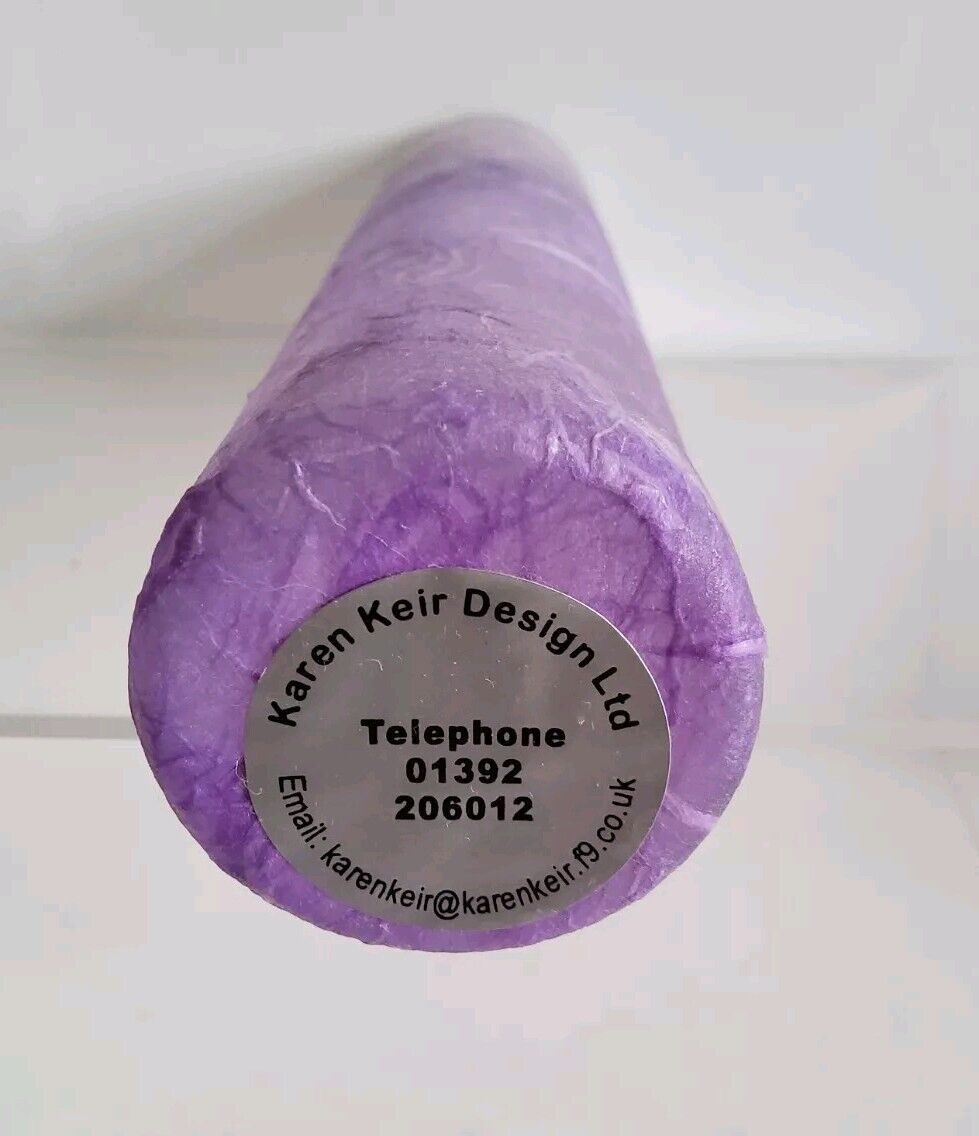 Karen Keir Design Ltd
Telephone
01392
206012
Email: karenkeir@karenkeir.f9.co.uk